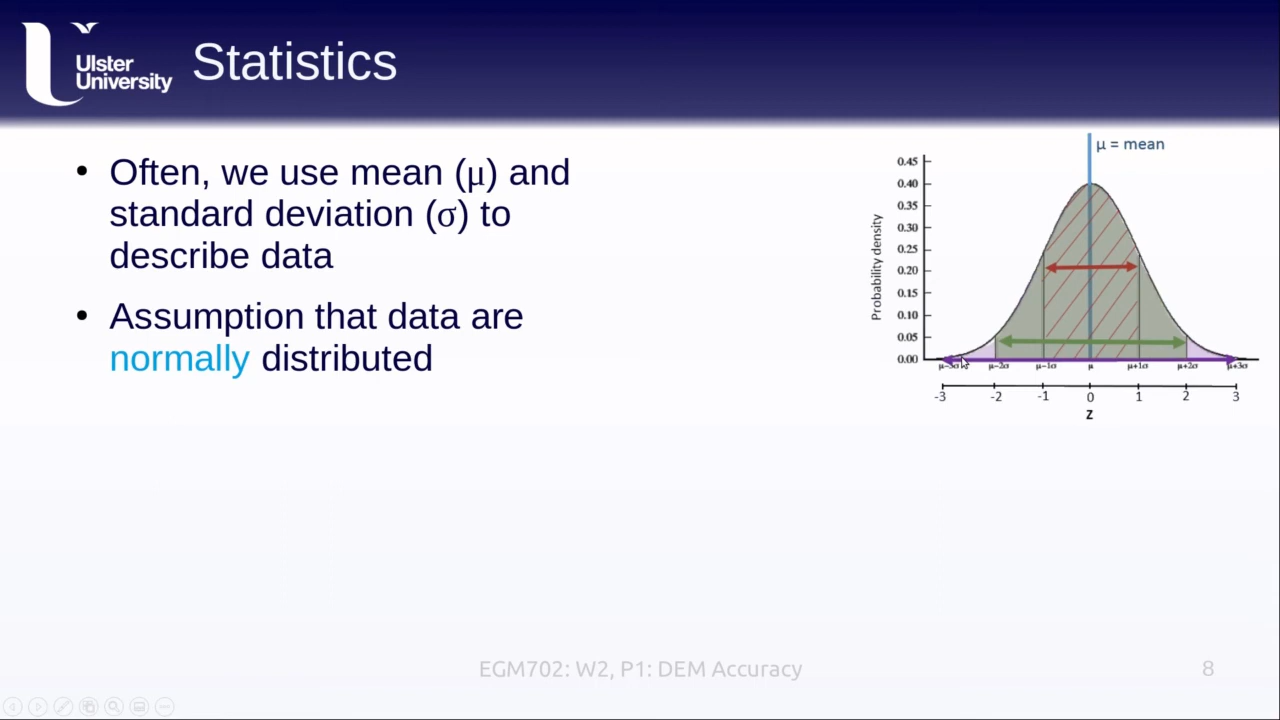 Ulster
University
Statistics
• Often, we use mean (μ) and
standard deviation (σ) to
describe data
• Assumption that data are
normally distributed
μ = mean
Probability density
0.45
0.40
0.35
0.30
0.25
0.20
0.15
0.10
0.05
0.00
μ−3σ μ−2σ μ−1σ μ μ+1σ μ+2σ μ+3σ
-3 -2 -1 0 1 2 3
Z
EGM702: W2, P1: DEM Accuracy
8